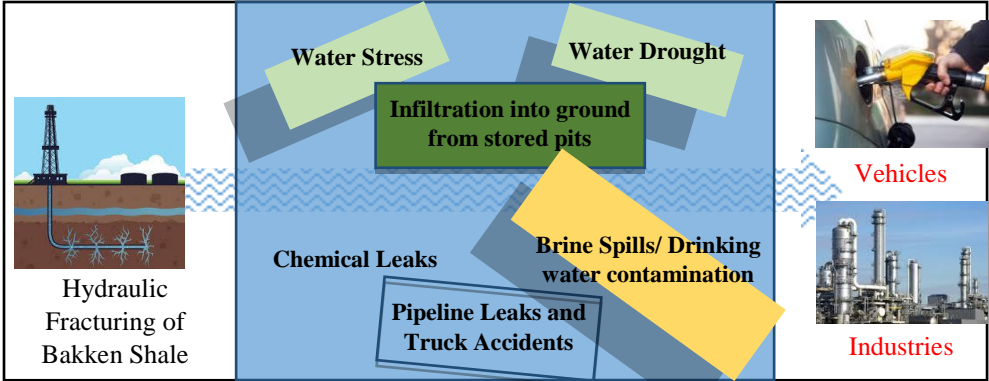 Hydraulic
Fracturing of
Bakken Shale
Water Stress
Water Drought
Infiltration into ground
from stored pits
Chemical Leaks
Brine Spills/ Drinking
water contamination
Pipeline Leaks and
Truck Accidents
Vehicles
Industries